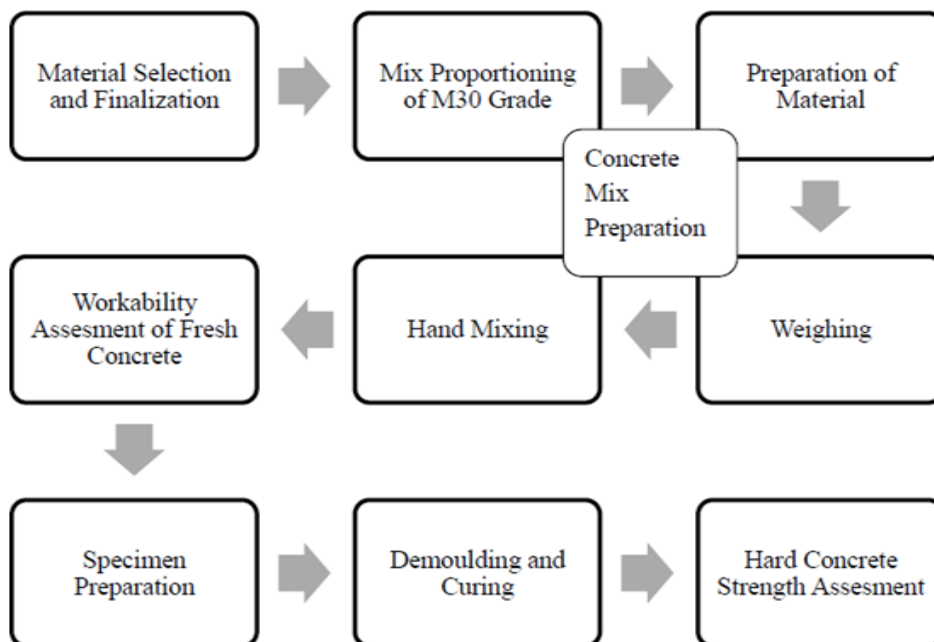 Material Selection
and Finalization
Mix Proportioning
of M30 Grade
Preparation of
Material
Concrete
Mix
Preparation
Workability
Assesment of Fresh
Concrete
Hand Mixing
Weighing
Specimen
Preparation
Demoulding and
Curing
Hard Concrete
Strength Assesment